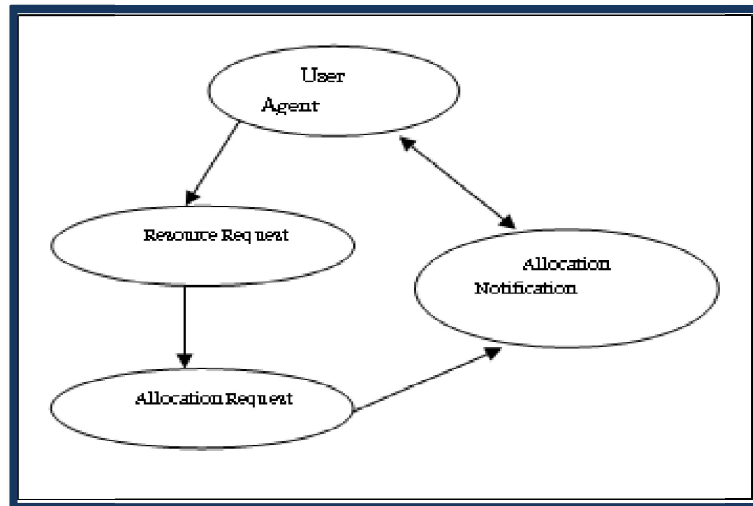 User
Agent
Resource Request
Allocation
Notification
Allocation Request